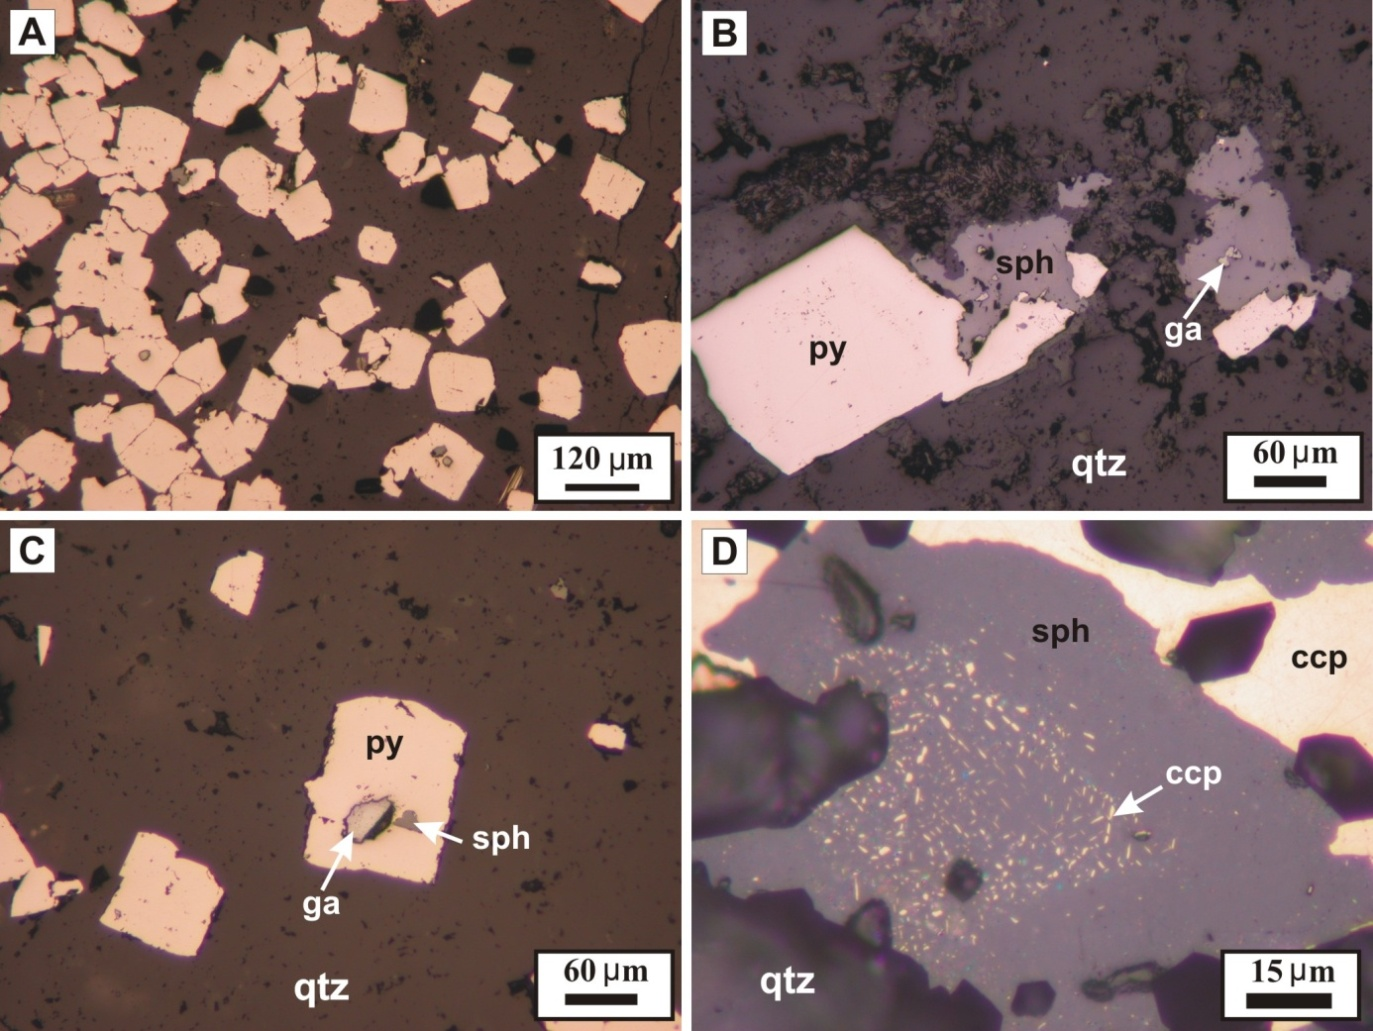 A
120 µm
B
sph
ga
py
qtz
60 µm
C
py
sph
ga
qtz
60 µm
D
sph
ccp
ccp
qtz
15 µm